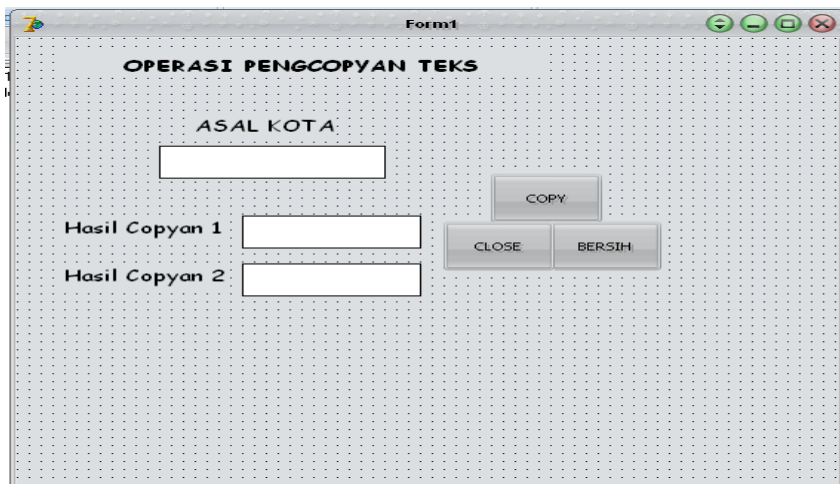 Form1
OPERASI PENGCOPYAN TEKS
ASAL KOTA
COPY
Hasil Copyan 1
CLOSE BERSIH
Hasil Copyan 2